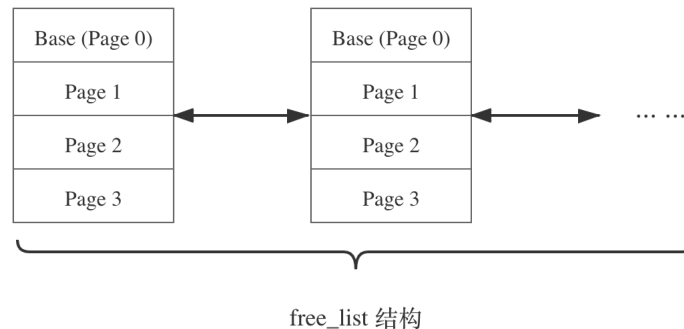 Base (Page 0)
Page 1
Page 2
Page 3
Base (Page 0)
Page 1
Page 2
Page 3
... ...
free_list 结构